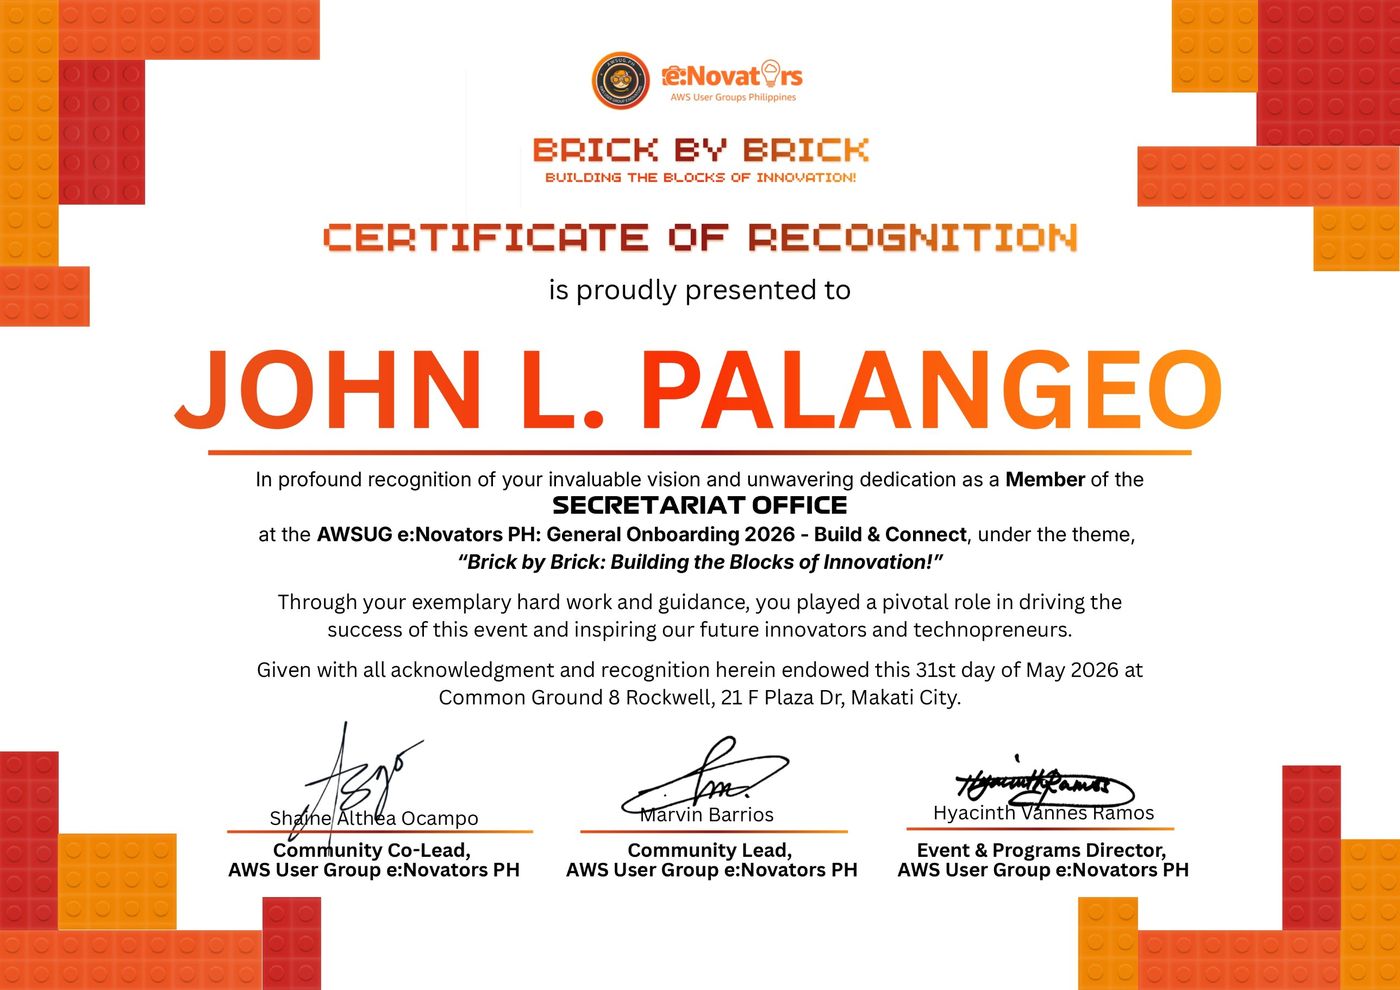 AWSUG PH
e:Novators
AWS User Groups Philippines
BRICK BY BRICK
BUILDING THE BLOCKS OF INNOVATION!
CERTIFICATE OF RECOGNITION
is proudly presented to
JOHN L. PALANGEO
In profound recognition of your invaluable vision and unwavering dedication as a Member of the
SECRETARIAT OFFICE
at the AWSUG e:Novators PH: General Onboarding 2026 - Build & Connect, under the theme,
“Brick by Brick: Building the Blocks of Innovation!”
Through your exemplary hard work and guidance, you played a pivotal role in driving the
success of this event and inspiring our future innovators and technopreneurs.
Given with all acknowledgment and recognition herein endowed this 31st day of May 2026 at
Common Ground 8 Rockwell, 21 F Plaza Dr, Makati City.
Hyacinth Ramos
Shaine Althea Ocampo
Marvin Barrios
Hyacinth Vannes Ramos
Community Co-Lead,
AWS User Group e:Novators PH
Community Lead,
AWS User Group e:Novators PH
Event & Programs Director,
AWS User Group e:Novators PH